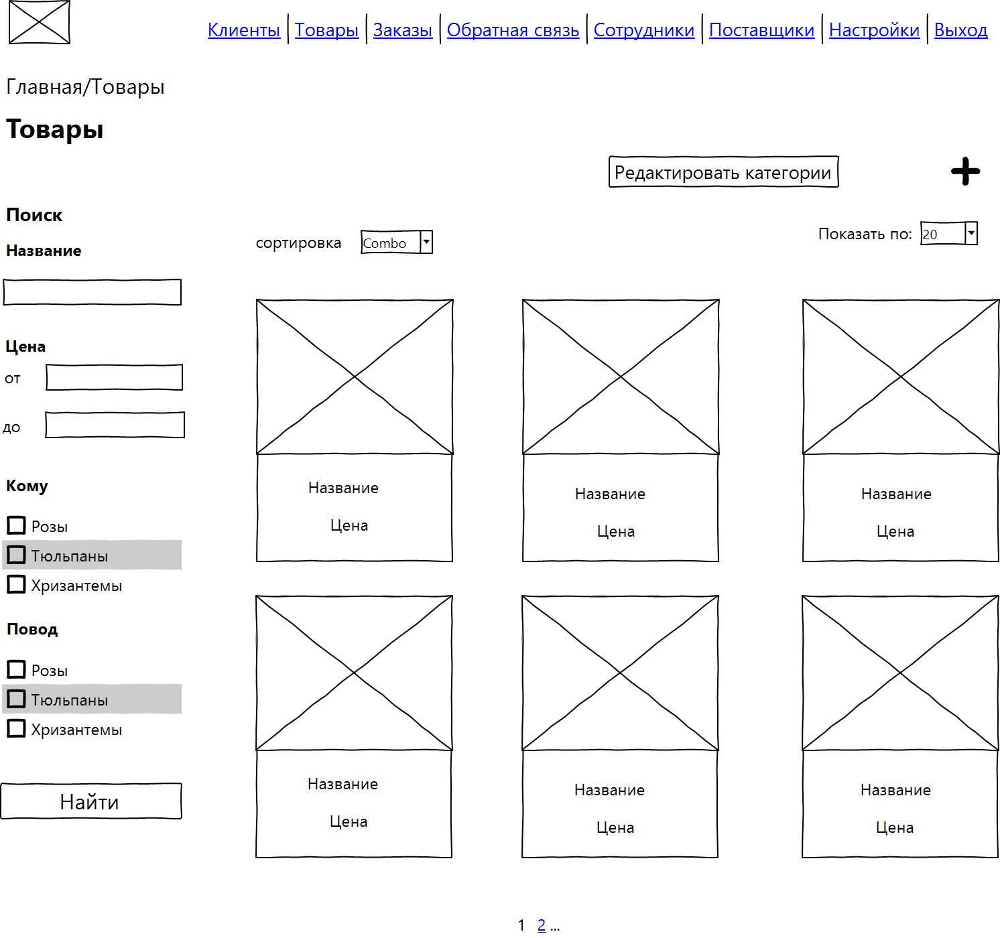 Клиенты Товары Заказы Обратная связь Сотрудники Поставщики Настройки Выход
Главная/Товары
Товары
Редактировать категории
Поиск
Название
Цена
от
до
Кому
Розы
Тюльпаны
Хризантемы
Повод
Розы
Тюльпаны
Хризантемы
Найти
сортировка Combo
Показать по: 20
Название
Цена
Название
Цена
Название
Цена
Название
Цена
Название
Цена
Название
Цена
1 2 ...